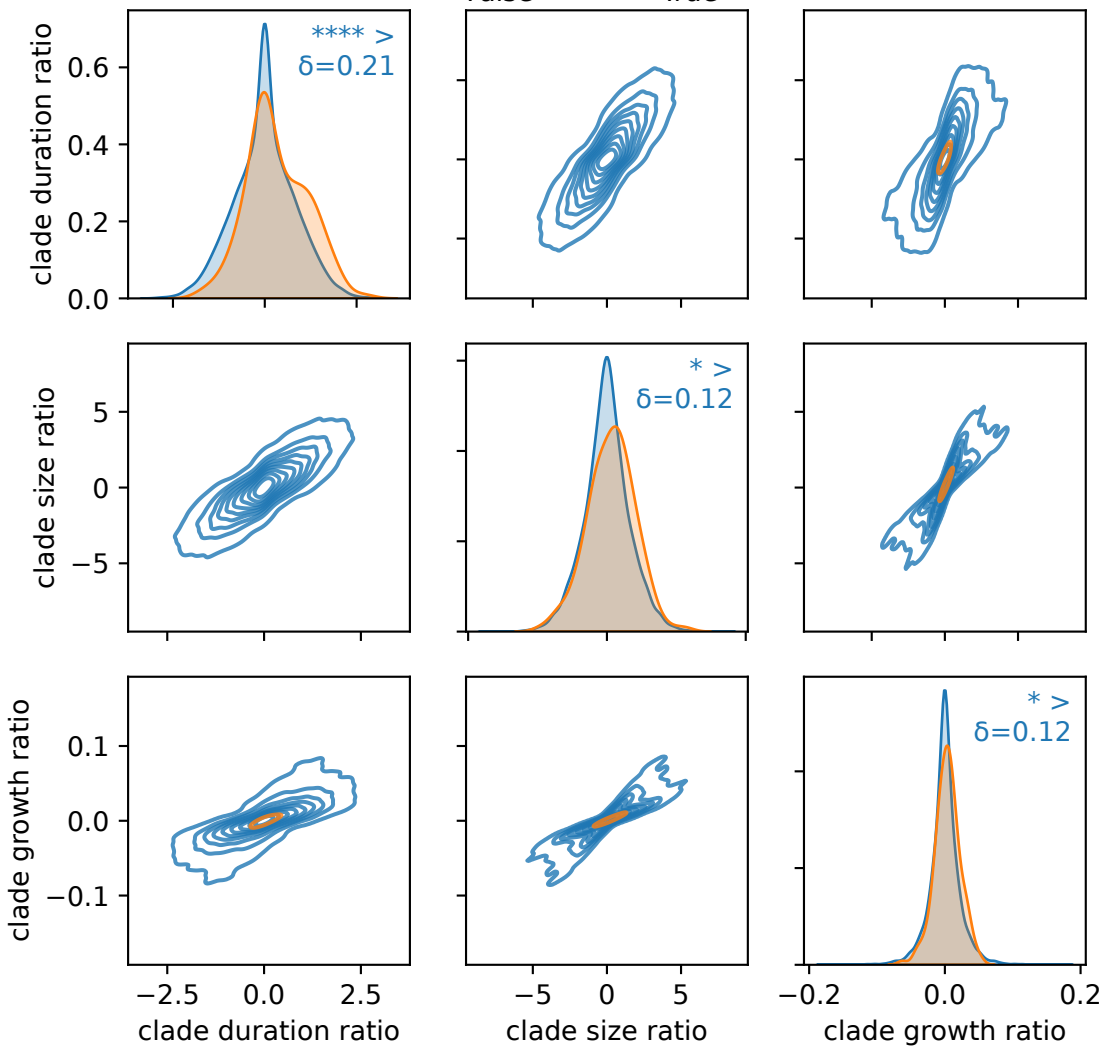 clade duration ratio
0.6
0.4
0.2
0.0
**** >
δ=0.21
clade size ratio
5
0
−5
* >
δ=0.12
clade growth ratio
0.1
0.0
−0.1
* >
δ=0.12
−2.5 0.0 2.5
−5 0 5
−0.2 0.0 0.2
clade duration ratio
clade size ratio
clade growth ratio